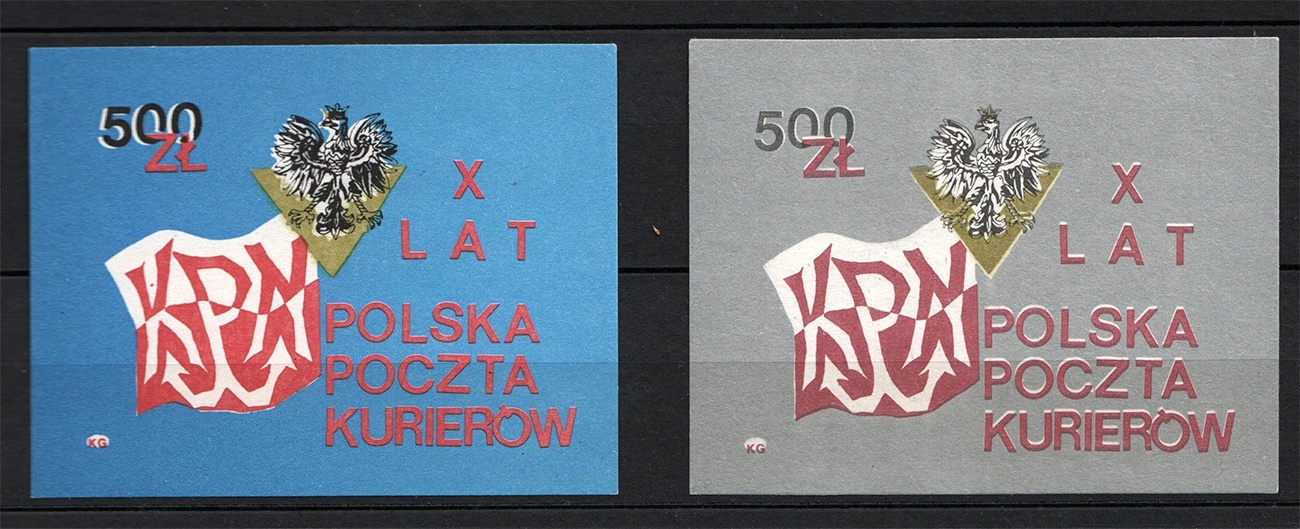 500
ZŁ
X
LAT
KPN
POLSKA
POCZTA
KURIERÓW
KG
500
ZŁ
X
LAT
KPN
POLSKA
POCZTA
KURIERÓW
KG